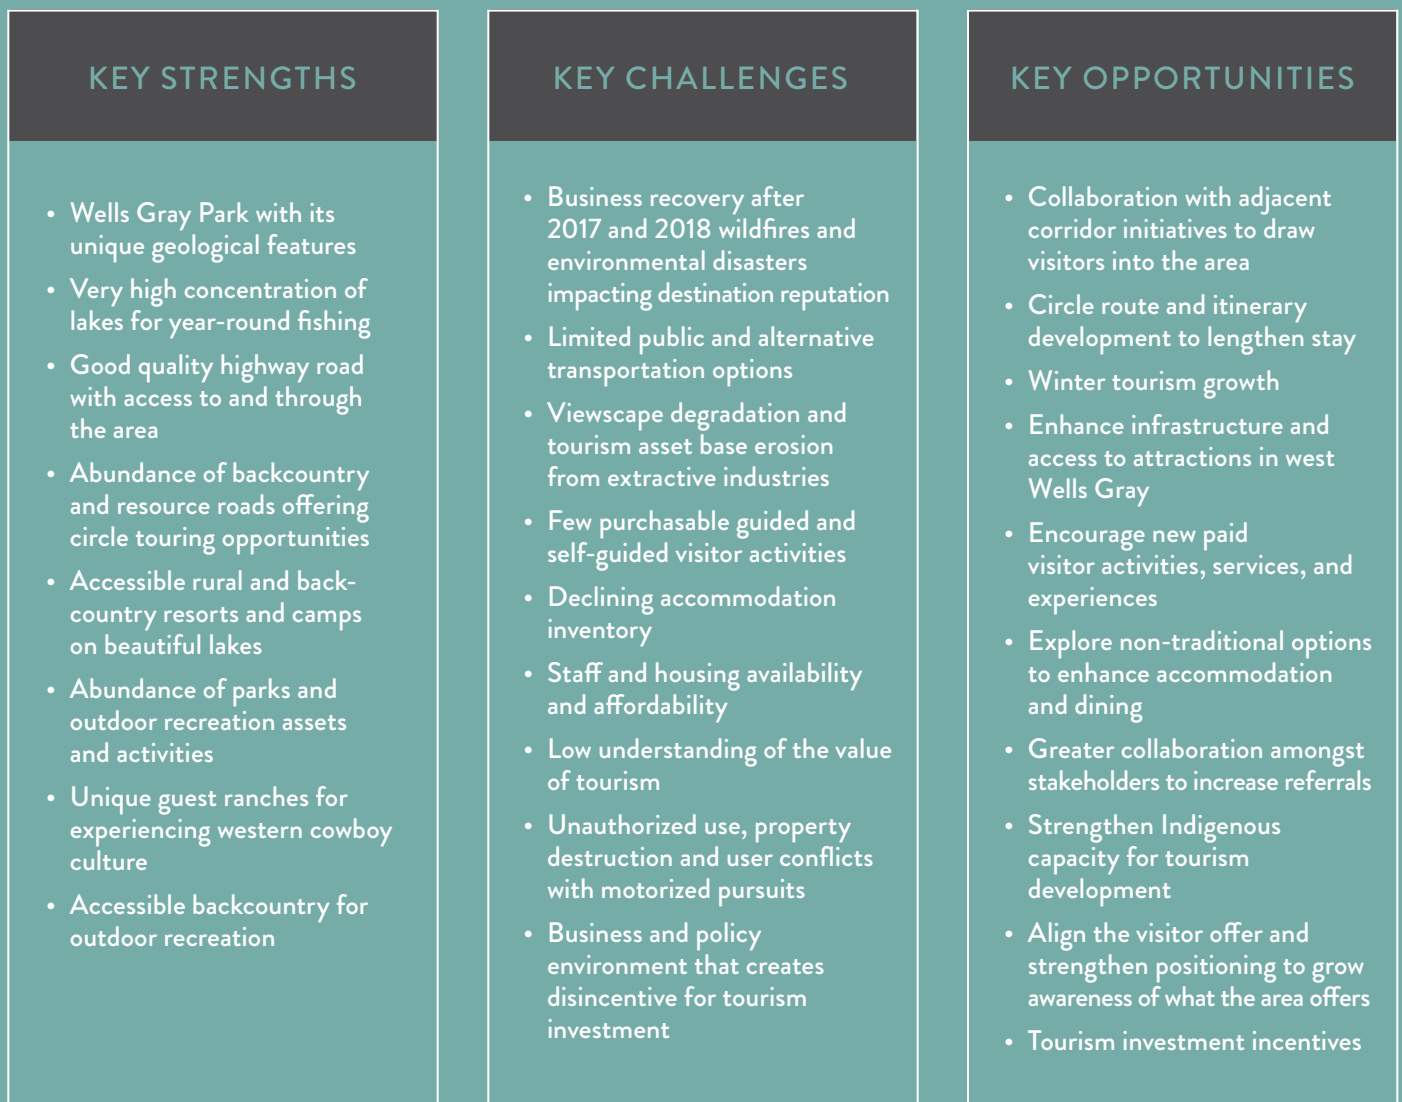 KEY STRENGTHS
• Wells Gray Park with its
unique geological features
• Very high concentration of
lakes for year-round fishing
• Good quality highway road
with access to and through
the area
• Abundance of backcountry
and resource roads offering
circle touring opportunities
• Accessible rural and back-
country resorts and camps
on beautiful lakes
• Abundance of parks and
outdoor recreation assets
and activities
• Unique guest ranches for
experiencing western cowboy
culture
• Accessible backcountry for
outdoor recreation
KEY CHALLENGES
• Business recovery after
2017 and 2018 wildfires and
environmental disasters
impacting destination reputation
• Limited public and alternative
transportation options
• Viewscape degradation and
tourism asset base erosion
from extractive industries
• Few purchasable guided and
self-guided visitor activities
• Declining accommodation
inventory
• Staff and housing availability
and affordability
• Low understanding of the value
of tourism
• Unauthorized use, property
destruction and user conflicts
with motorized pursuits
• Business and policy
environment that creates
disincentive for tourism
investment
KEY OPPORTUNITIES
• Collaboration with adjacent
corridor initiatives to draw
visitors into the area
• Circle route and itinerary
development to lengthen stay
• Winter tourism growth
• Enhance infrastructure and
access to attractions in west
Wells Gray
• Encourage new paid
visitor activities, services, and
experiences
• Explore non-traditional options
to enhance accommodation
and dining
• Greater collaboration amongst
stakeholders to increase referrals
• Strengthen Indigenous
capacity for tourism
development
• Align the visitor offer and
strengthen positioning to grow
awareness of what the area offers
• Tourism investment incentives